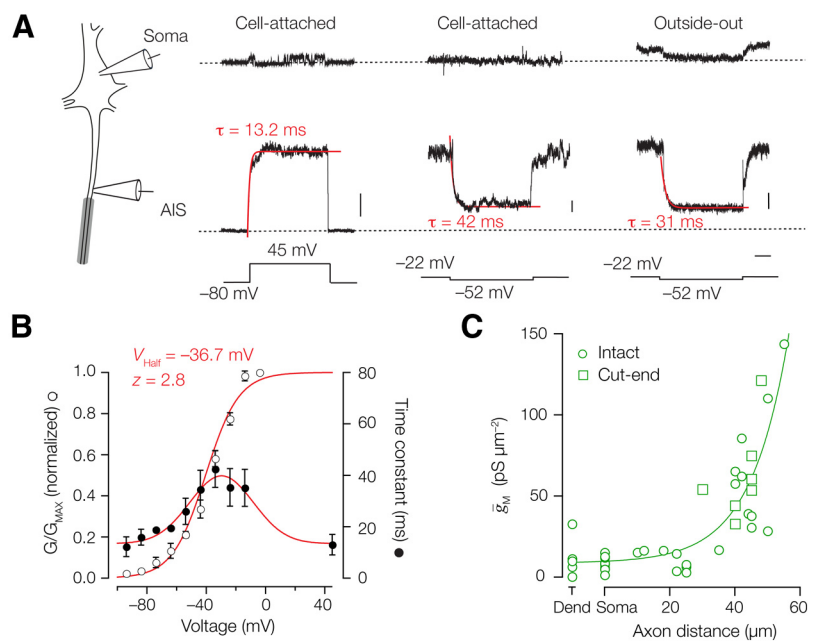 A
Soma
AIS
Cell-attached
Cell-attached
Outside-out
τ = 13.2 ms
τ = 42 ms
τ = 31 ms
45 mV
−80 mV
−22 mV
−52 mV
−22 mV
−52 mV
B
V_Half = −36.7 mV
z = 2.8
G/G_MAX (normalized) ○
1.0
0.8
0.6
0.4
0.2
0.0
80
60
40
20
0
Time constant (ms) ●
−80
−40
0
40
Voltage (mV)
C
ḡ_M (pS µm⁻²)
150
100
50
0
Intact
Cut-end
Dend
Soma
20
40
60
Axon distance (µm)